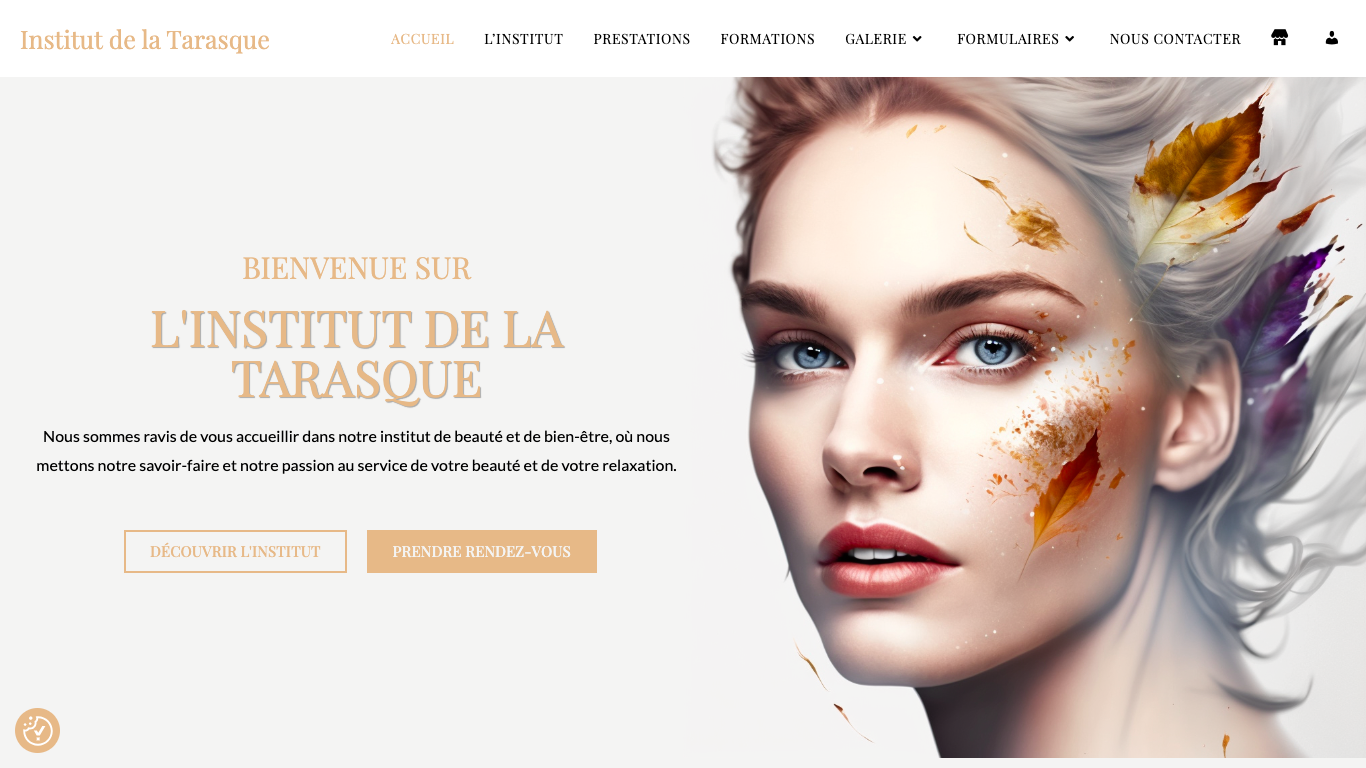 Institut de la Tarasque
ACCUEIL
L’INSTITUT
PRESTATIONS
FORMATIONS
GALERIE
FORMULAIRES
NOUS CONTACTER
BIENVENUE SUR
L'INSTITUT DE LA
TARASQUE
Nous sommes ravis de vous accueillir dans notre institut de beauté et de bien-être, où nous
mettons notre savoir-faire et notre passion au service de votre beauté et de votre relaxation.
DÉCOUVRIR L'INSTITUT
PRENDRE RENDEZ-VOUS